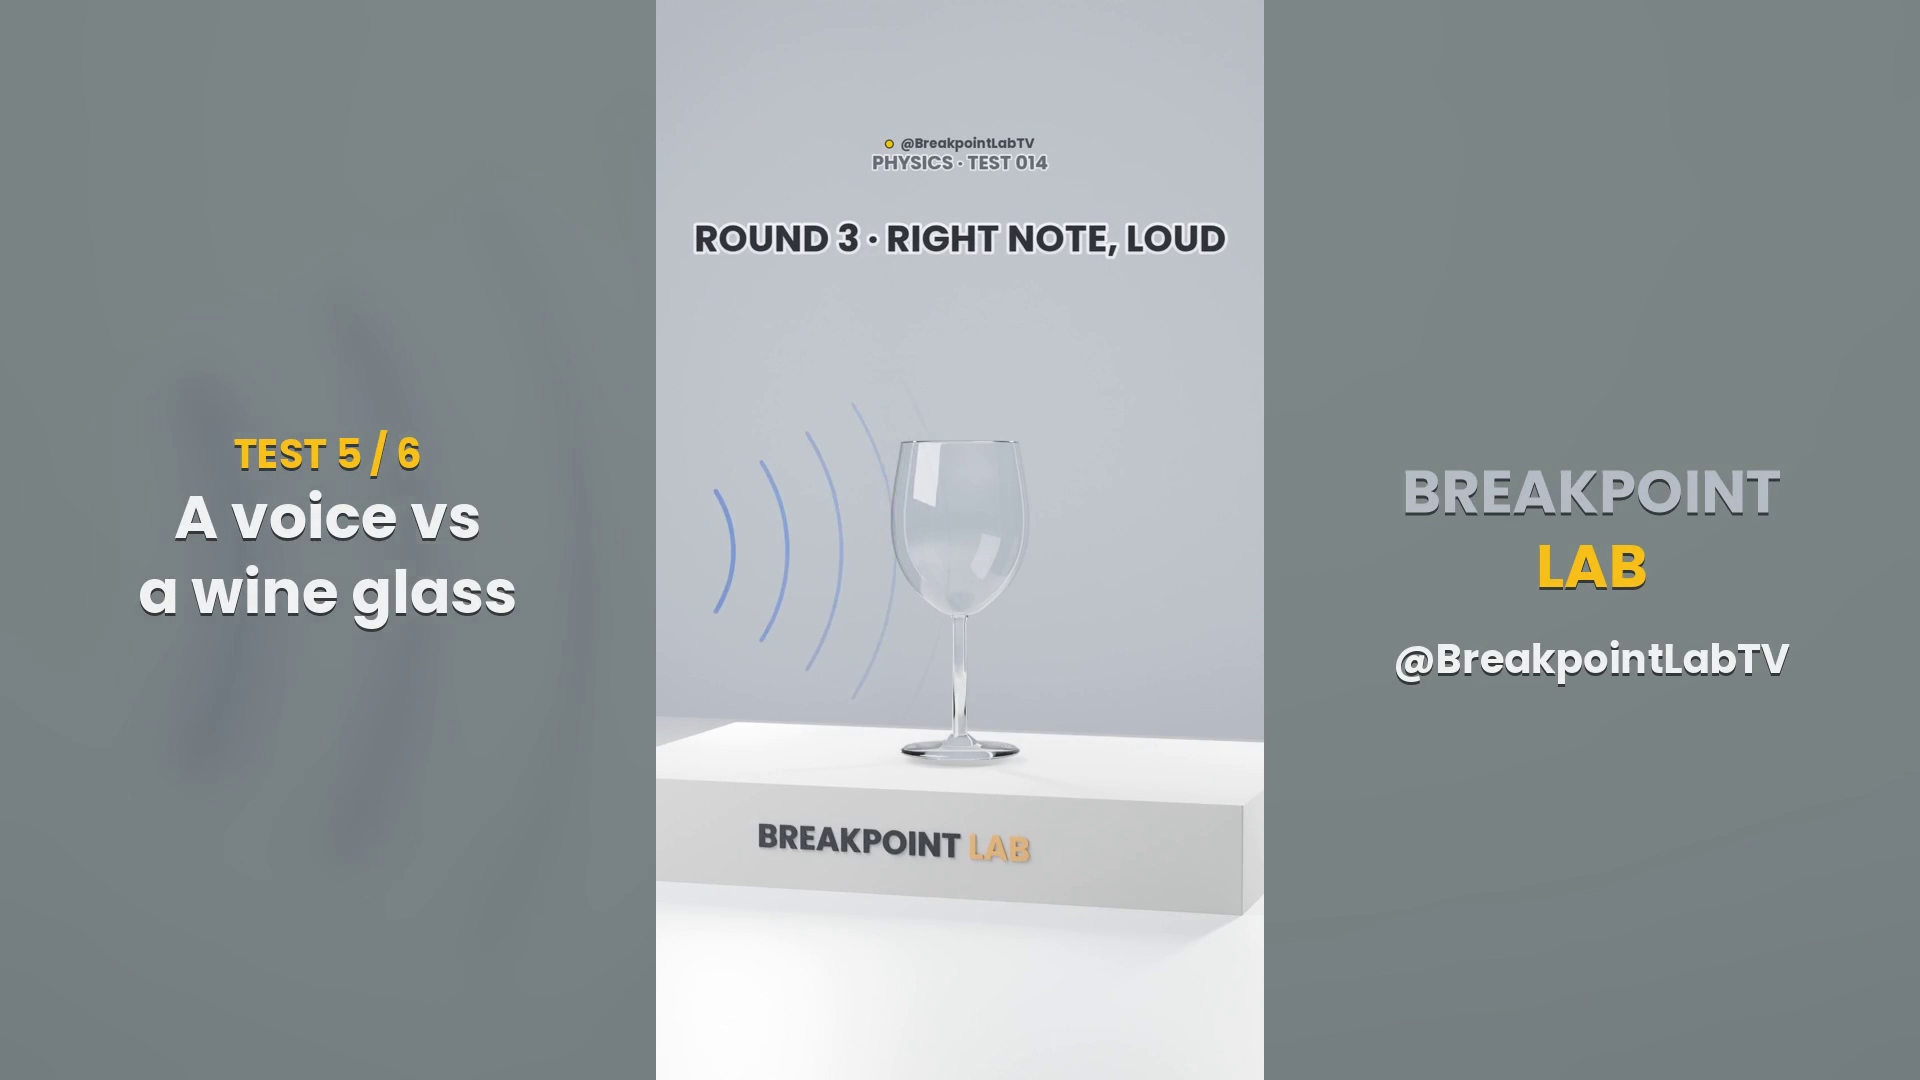 @BreakpointLabTV
PHYSICS · TEST 014
ROUND 3 · RIGHT NOTE, LOUD
TEST 5 / 6
A voice vs
a wine glass
BREAKPOINT
LAB
@BreakpointLabTV
BREAKPOINT LAB